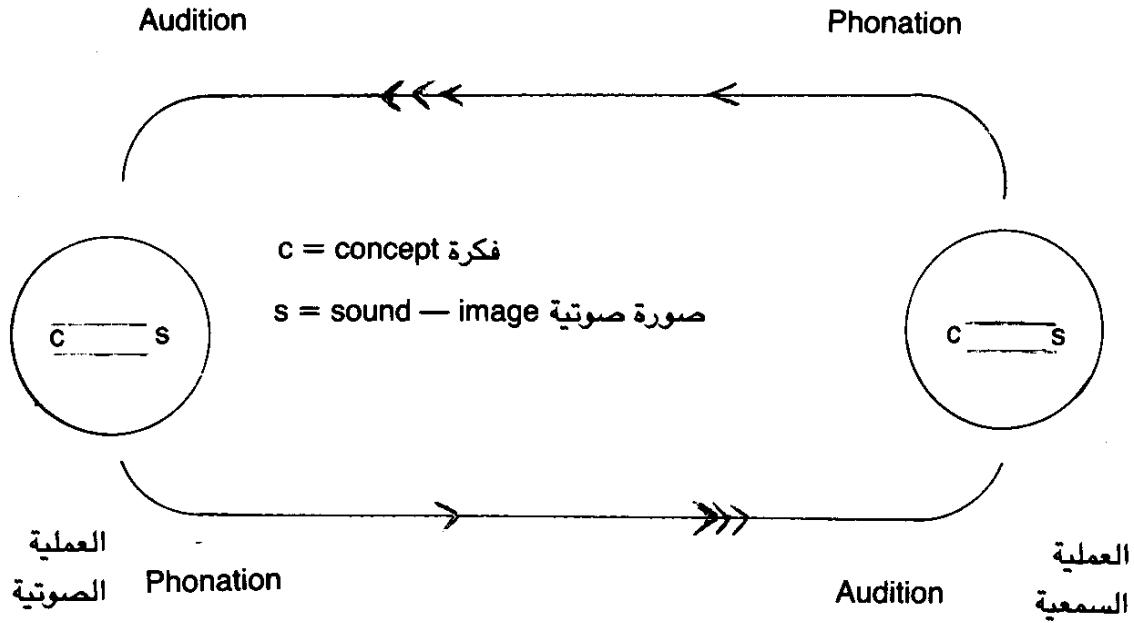 Audition
Phonation
c = concept فكرة
s = sound — image صورة صوتية
c s
c s
العملية
الصوتية
Phonation
Audition
العملية
السمعية